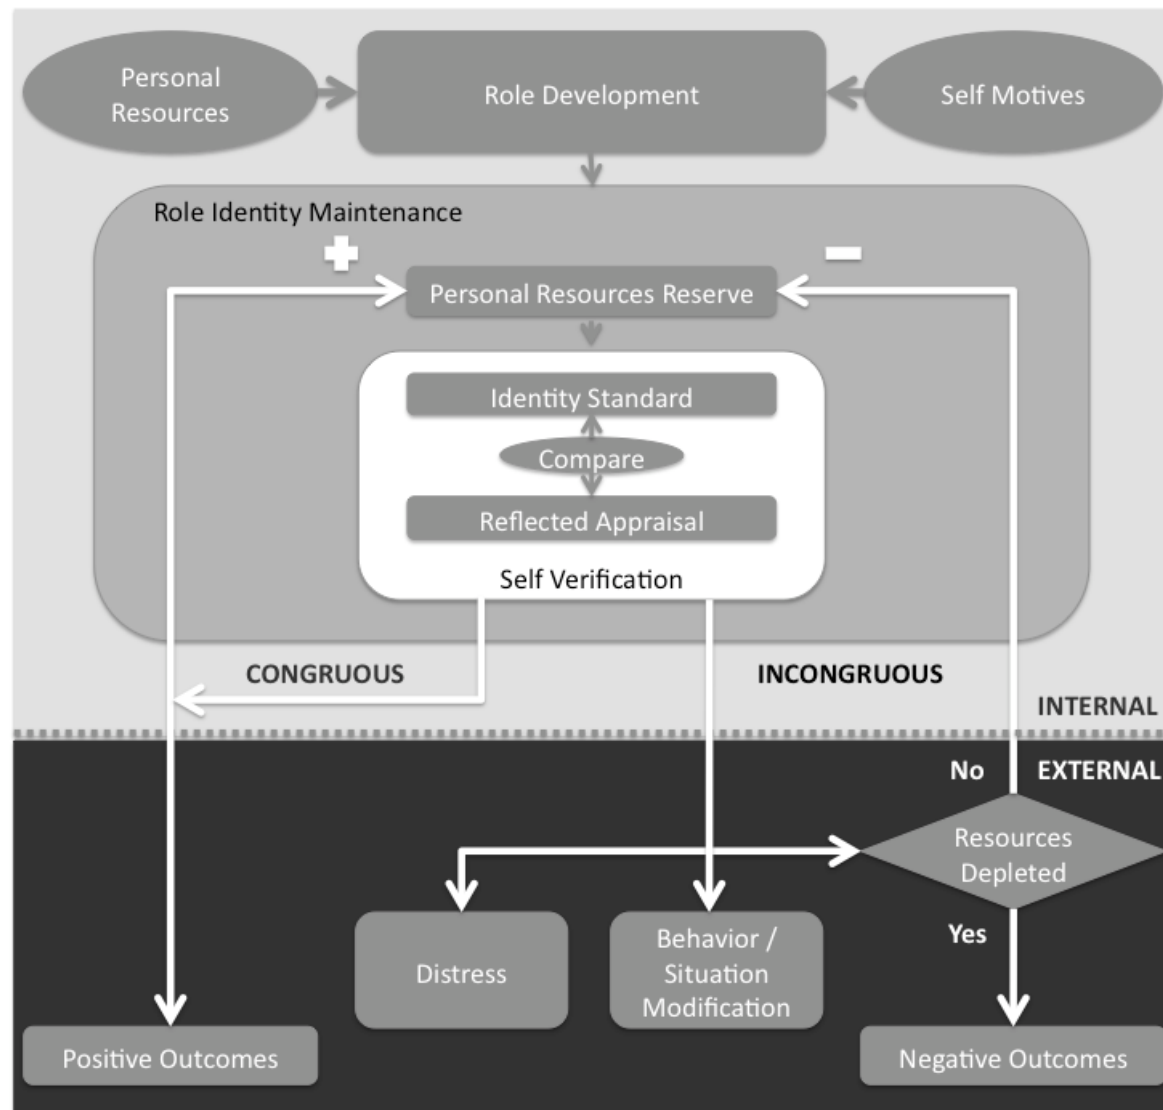 Personal
Resources
Role Development
Self Motives
Role Identity Maintenance
Personal Resources Reserve
Identity Standard
Compare
Reflected Appraisal
Self Verification
CONGRUOUS
INCONGRUOUS
INTERNAL
No
EXTERNAL
Resources
Depleted
Yes
Distress
Behavior /
Situation
Modification
Positive Outcomes
Negative Outcomes